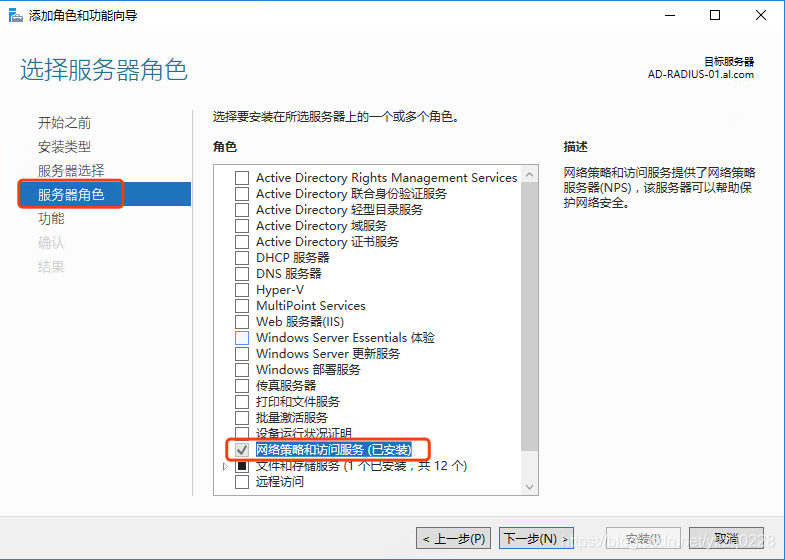 添加角色和功能向导
选择服务器角色
目标服务器
AD-RADIUS-01.al.com
开始之前
安装类型
服务器选择
服务器角色
功能
确认
结果
选择要安装在所选服务器上的一个或多个角色。
角色
Active Directory Rights Management Services
Active Directory 联合身份验证服务
Active Directory 轻型目录服务
Active Directory 域服务
Active Directory 证书服务
DHCP 服务器
DNS 服务器
Hyper-V
MultiPoint Services
Web 服务器(IIS)
Windows Server Essentials 体验
Windows Server 更新服务
Windows 部署服务
传真服务器
打印和文件服务
批量激活服务
设备运行状况证明
网络策略和访问服务 (已安装)
文件和存储服务 (1 个已安装，共 12 个)
远程访问
描述
网络策略和访问服务提供了网络策略
服务器(NPS)，该服务器可以帮助保
护网络安全。
< 上一步(P)
下一步(N) >
安装(I)
取消